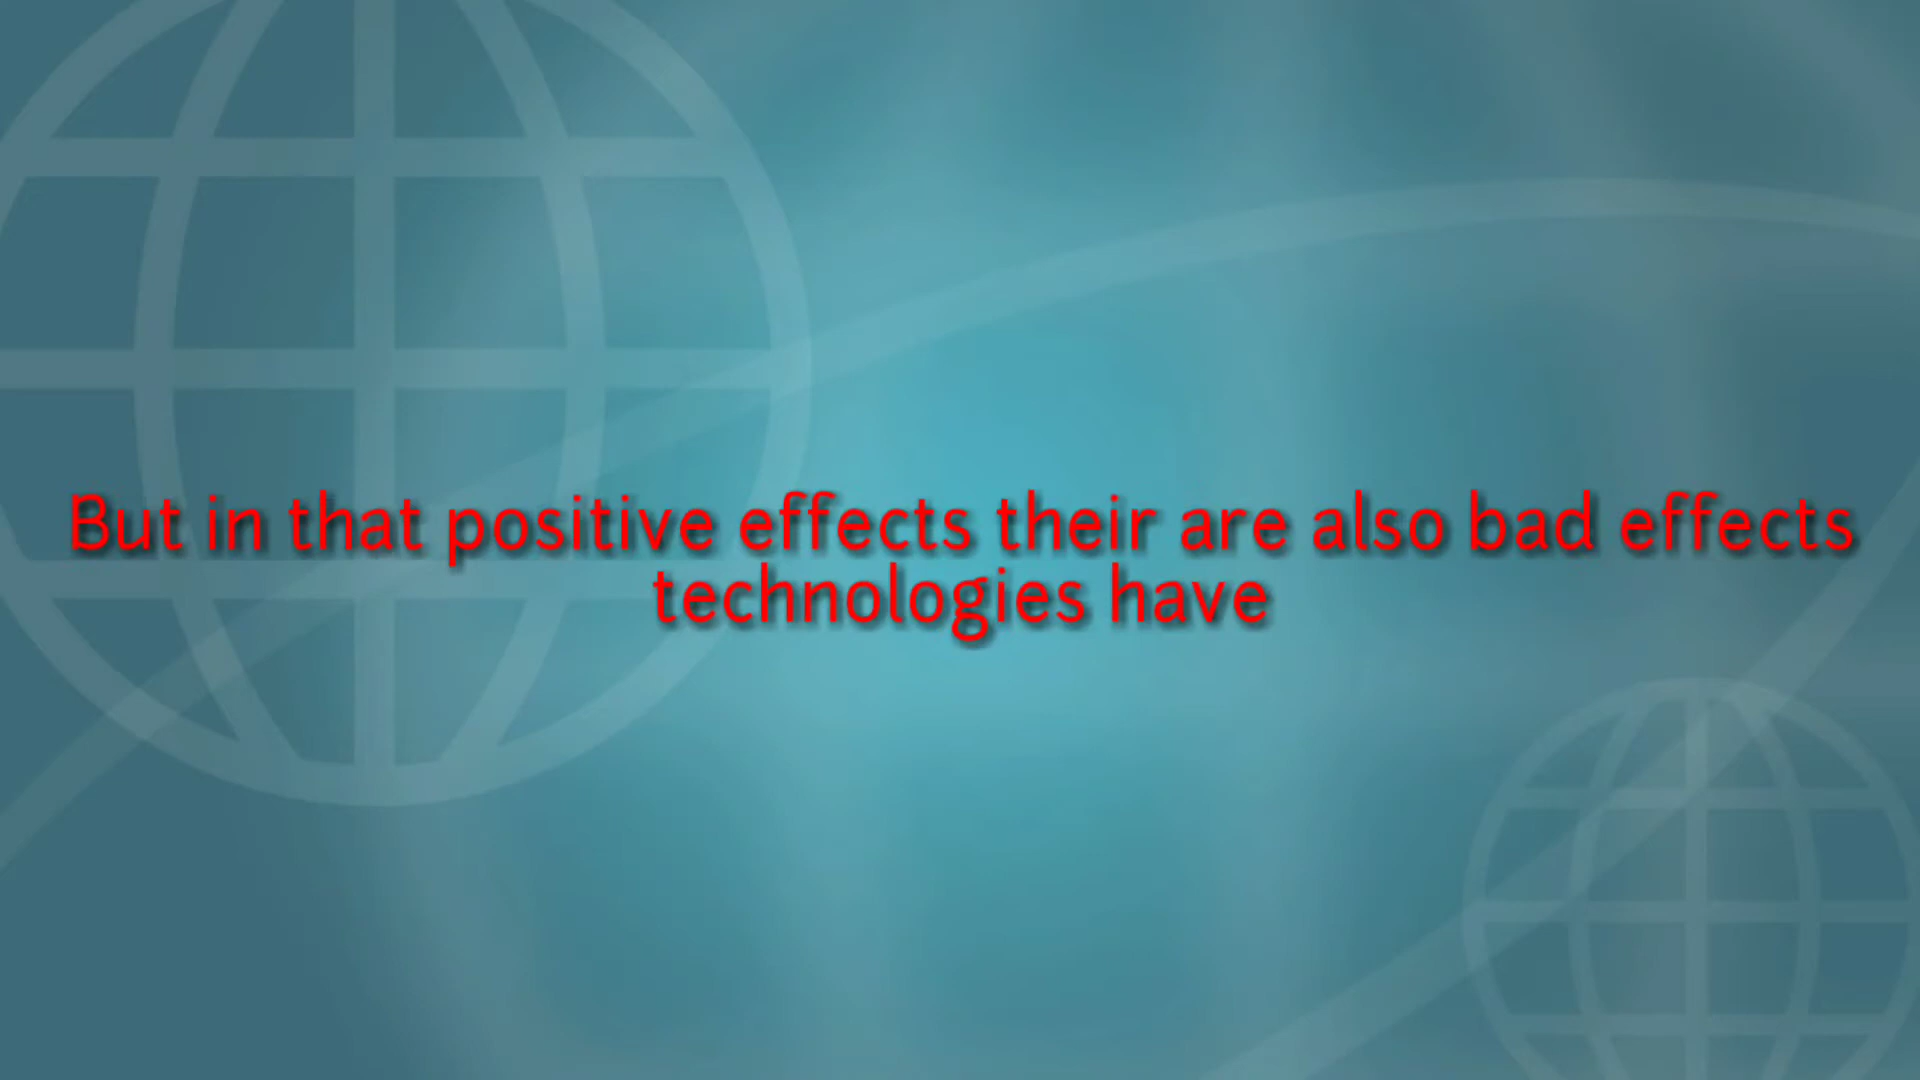 But in that positive effects their are also bad effects
technologies have